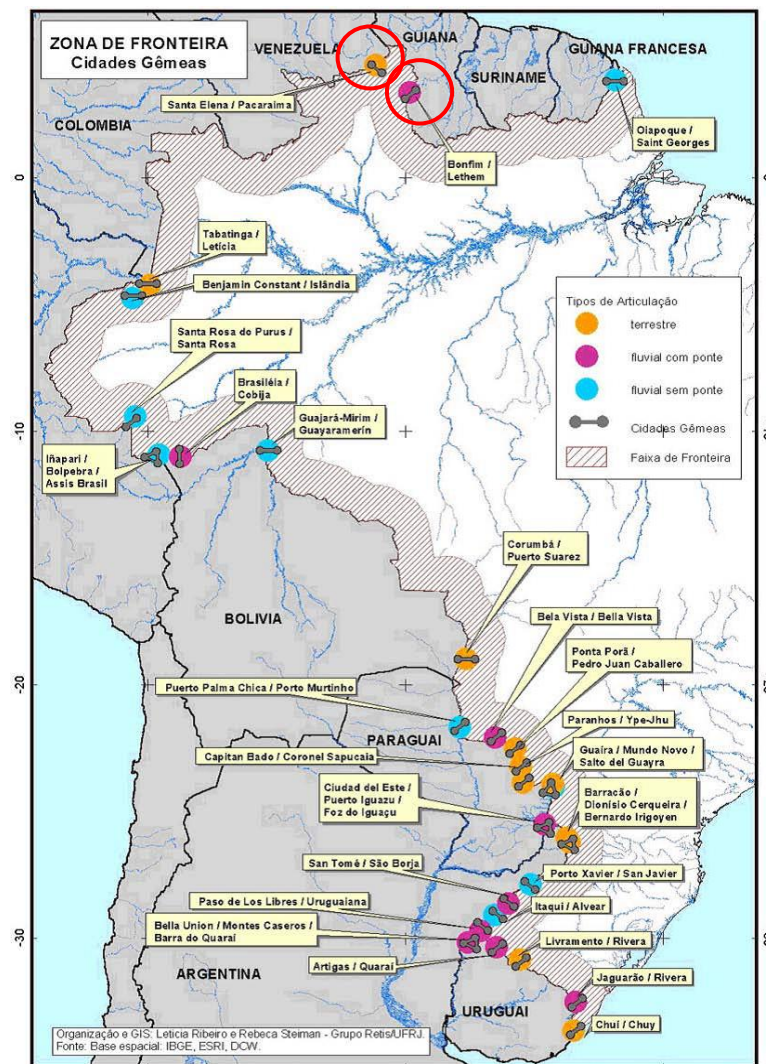 ZONA DE FRONTEIRA
Cidades Gêmeas
VENEZUELA
GUIANA
GUIANA FRANCESA
SURINAME
Santa Elena / Pacaraima
COLOMBIA
Oiapoque /
Saint Georges
Bonfim /
Lethem
0
Tabatinga /
Letícia
Benjamin Constant / Islândia
Tipos de Articulação
terrestre
fluvial com ponte
fluvial sem ponte
Cidades Gêmeas
Faixa de Fronteira
Santa Rosa do Purus /
Santa Rosa
Brasiléia /
Cobija
Guajará-Mirim /
Guayaramerín
-10
Iñapari /
Bolpebra /
Assis Brasil
Corumbá /
Puerto Suarez
BOLIVIA
Bela Vista / Bella Vista
Ponta Porã /
Pedro Juan Caballero
-20
Puerto Palma Chica / Porto Murtinho
Paranhos / Ype-Jhu
PARAGUAI
Capitan Bado / Coronel Sapucaia
Guaíra / Mundo Novo /
Salto del Guayra
Ciudad del Este /
Puerto Iguazu /
Foz do Iguaçu
Barracão /
Dionísio Cerqueira /
Bernardo Irigoyen
San Tomé / São Borja
Porto Xavier / San Javier
Paso de Los Libres / Uruguaiana
Itaqui / Alvear
Bella Union / Montes Caseros /
Barra do Quaraí
Livramento / Rivera
-30
Artigas / Quaraí
ARGENTINA
Jaguarão / Rivera
URUGUAI
Chuí / Chuy
Organização e GIS: Letícia Ribeiro e Rebeca Steiman - Grupo Retis/UFRJ.
Fonte: Base espacial: IBGE, ESRI, DCW.